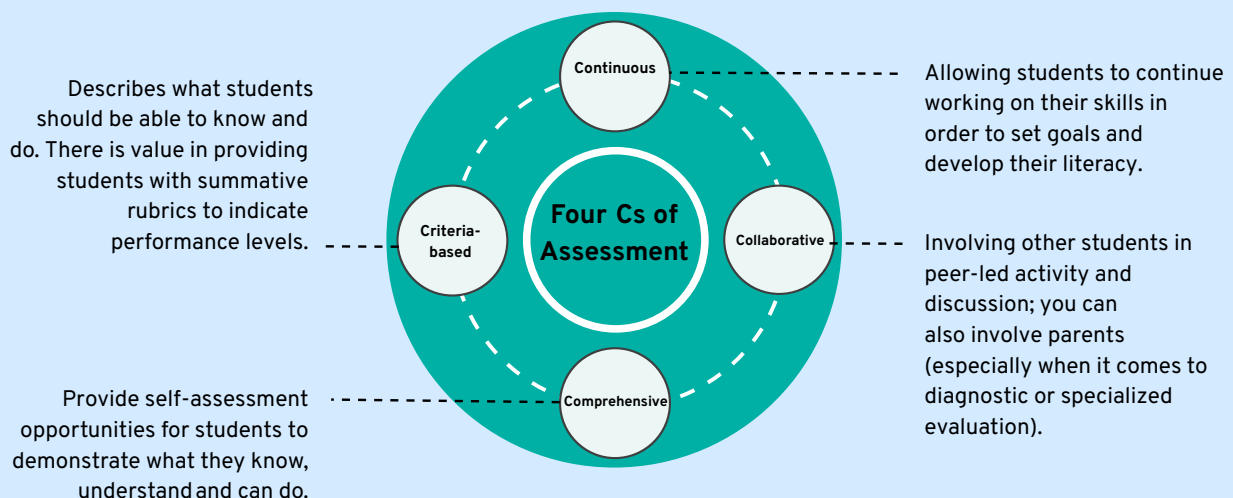 Continuous
Allowing students to continue
working on their skills in
order to set goals and
develop their literacy.
Describes what students
should be able to know and
do. There is value in providing
students with summative
rubrics to indicate
performance levels.
Criteria-
based
Four Cs of
Assessment
Collaborative
Involving other students in
peer-led activity and
discussion; you can
also involve parents
(especially when it comes to
diagnostic or specialized
evaluation).
Comprehensive
Provide self-assessment
opportunities for students to
demonstrate what they know,
understand and can do.